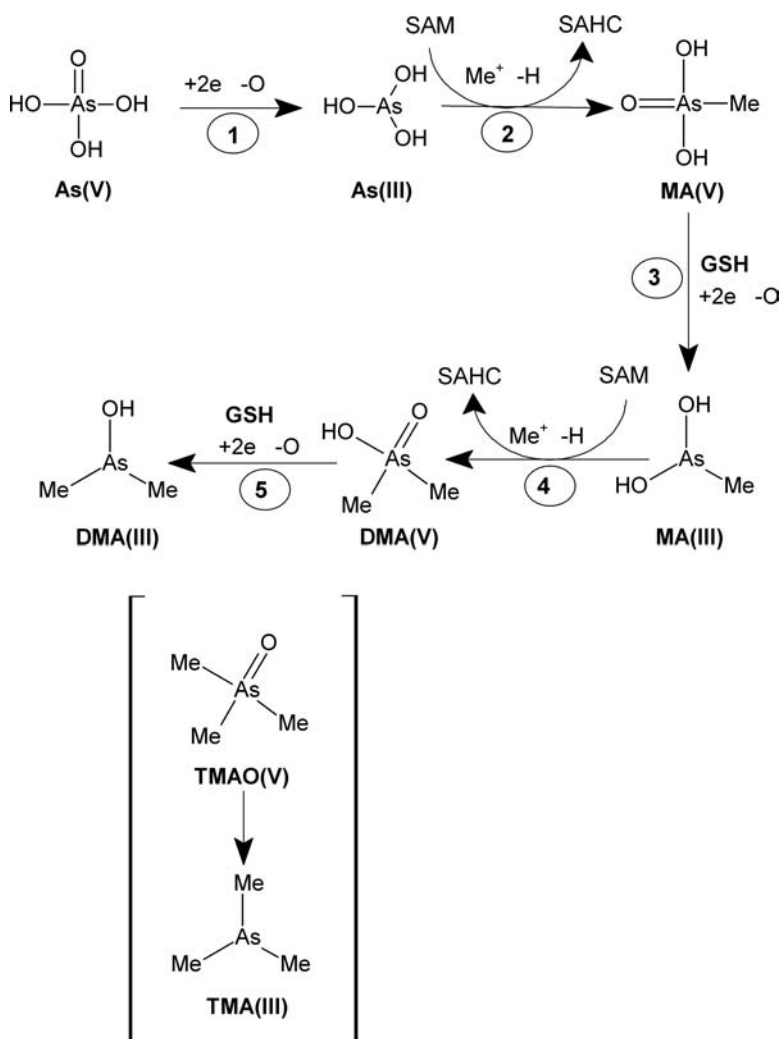 SAM SAHC
O OH OH
+2e -O Me⁺ -H
HO As OH HO As O As Me
1 2
OH OH OH
As(V) As(III) MA(V)
3 GSH
+2e -O
SAHC SAM
OH GSH O OH
HO Me⁺ -H
+2e -O
As As As
Me Me 5 4 HO
Me Me Me
DMA(III) DMA(V) MA(III)
O
Me
As
Me Me
TMAO(V)
Me
As
Me Me
TMA(III)